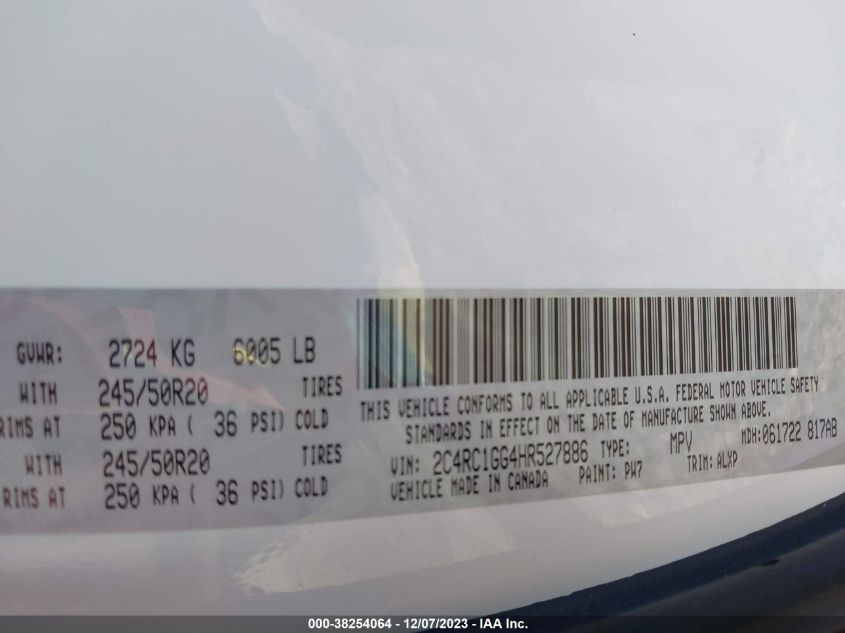 GVWR: 2724 KG 6005 LB
WITH 245/50R20 TIRES
RIMS AT 250 KPA ( 36 PSI) COLD
WITH 245/50R20 TIRES
RIMS AT 250 KPA ( 36 PSI) COLD
THIS VEHICLE CONFORMS TO ALL APPLICABLE U.S.A. FEDERAL MOTOR VEHICLE SAFETY
STANDARDS IN EFFECT ON THE DATE OF MANUFACTURE SHOWN ABOVE.
VIN: 2C4RC1GG4HR527886 TYPE: MPV MDH:061722 817AB
VEHICLE MADE IN CANADA PAINT: PW7 TRIM: ALXP
000-38254064 - 12/07/2023 - IAA Inc.